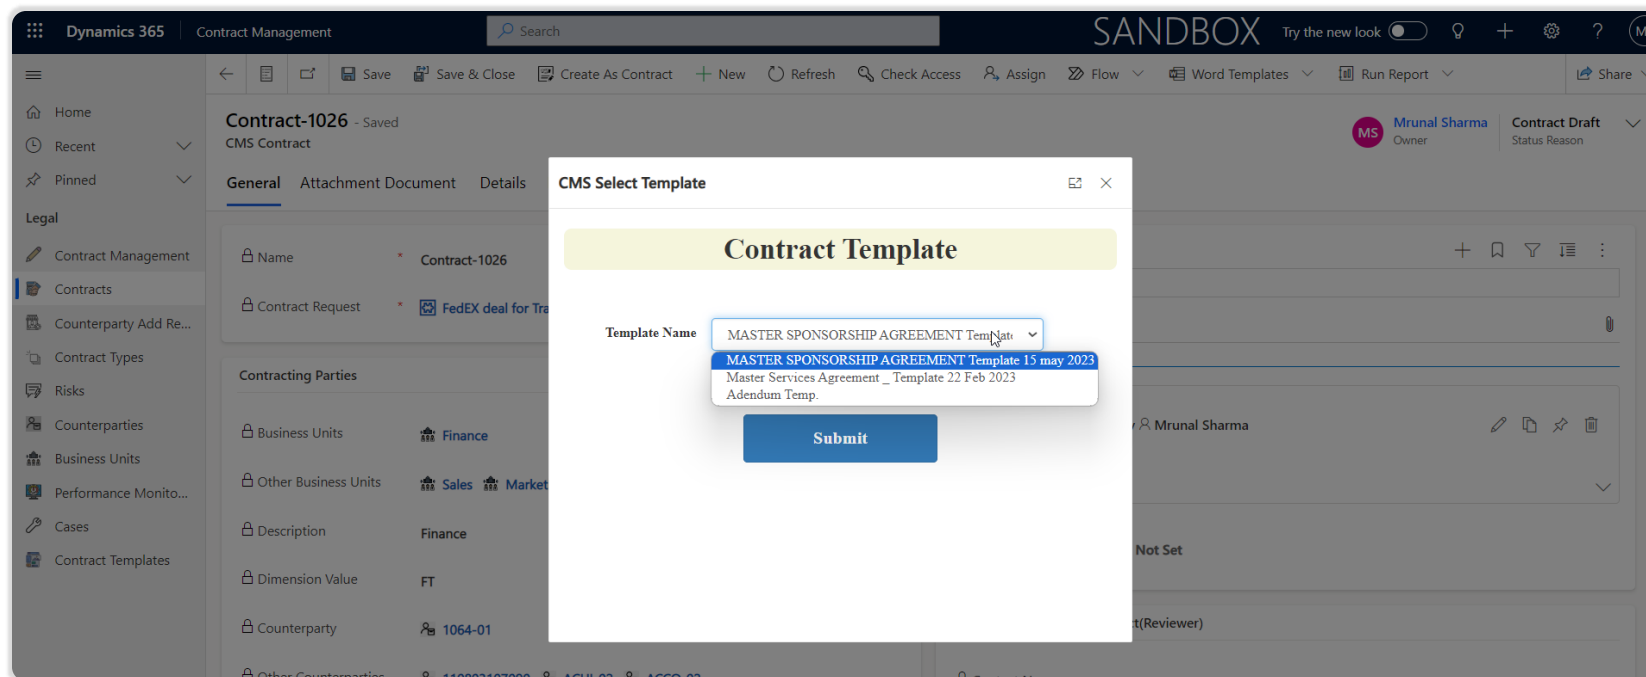 Dynamics 365
Contract Management
Search
SANDBOX
Try the new look
Save
Save & Close
Create As Contract
New
Refresh
Check Access
Assign
Flow
Word Templates
Run Report
Share
Home
Recent
Pinned
Legal
Contract Management
Contracts
Counterparty Add Re...
Contract Types
Risks
Counterparties
Business Units
Performance Monito...
Cases
Contract Templates
Contract-1026 - Saved
CMS Contract
MS
Mrunal Sharma
Owner
Contract Draft
Status Reason
General
Attachment Document
Details
Name
*
Contract-1026
Contract Request
*
FedEX deal for Tra
Contracting Parties
Business Units
Finance
Other Business Units
Sales
Market
Description
Finance
Dimension Value
FT
Counterparty
1064-01
Other Counterparties
CMS Select Template
Contract Template
Template Name
MASTER SPONSORSHIP AGREEMENT Template
MASTER SPONSORSHIP AGREEMENT Template 15 may 2023
Master Services Agreement _ Template 22 Feb 2023
Adendum Temp.
Submit
Mrunal Sharma
Not Set
(Reviewer)